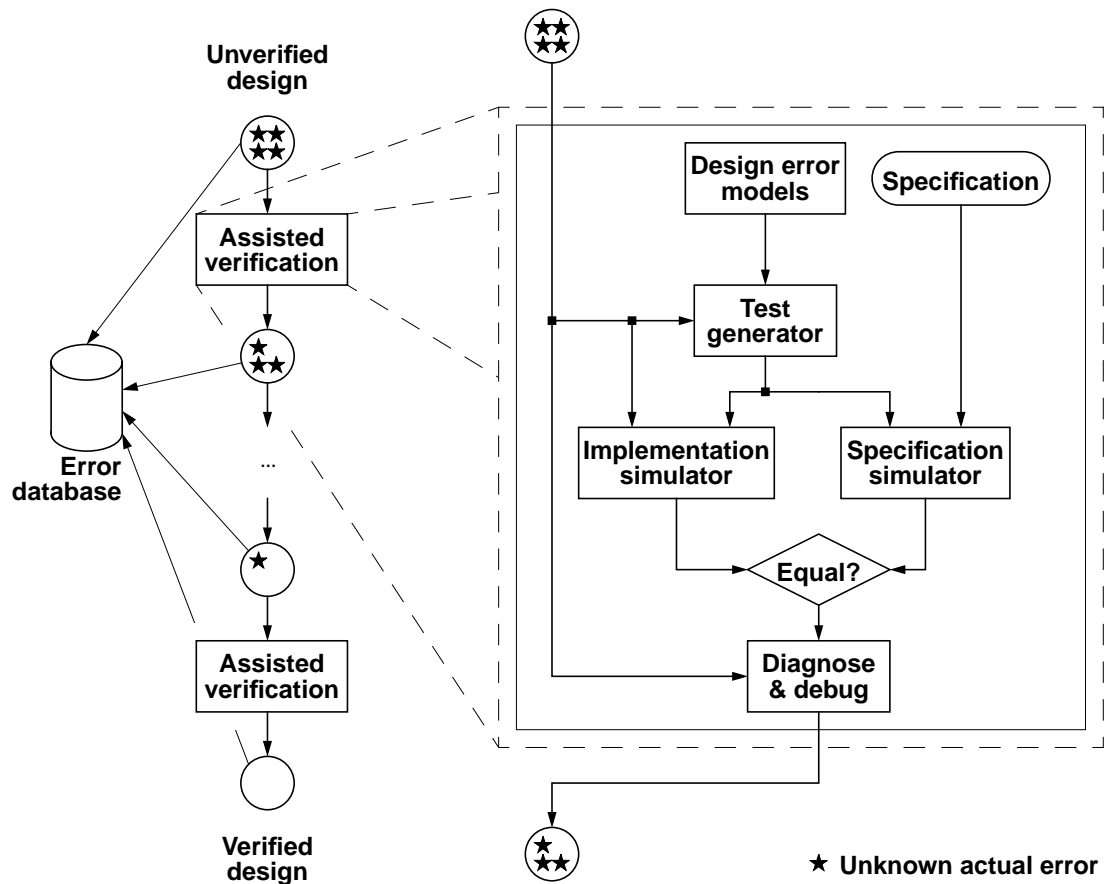 Unverified
design
Assisted
verification
Error
database
...
Assisted
verification
Verified
design
Design error
models
Specification
Test
generator
Implementation
simulator
Specification
simulator
Equal?
Diagnose
& debug
Unknown actual error